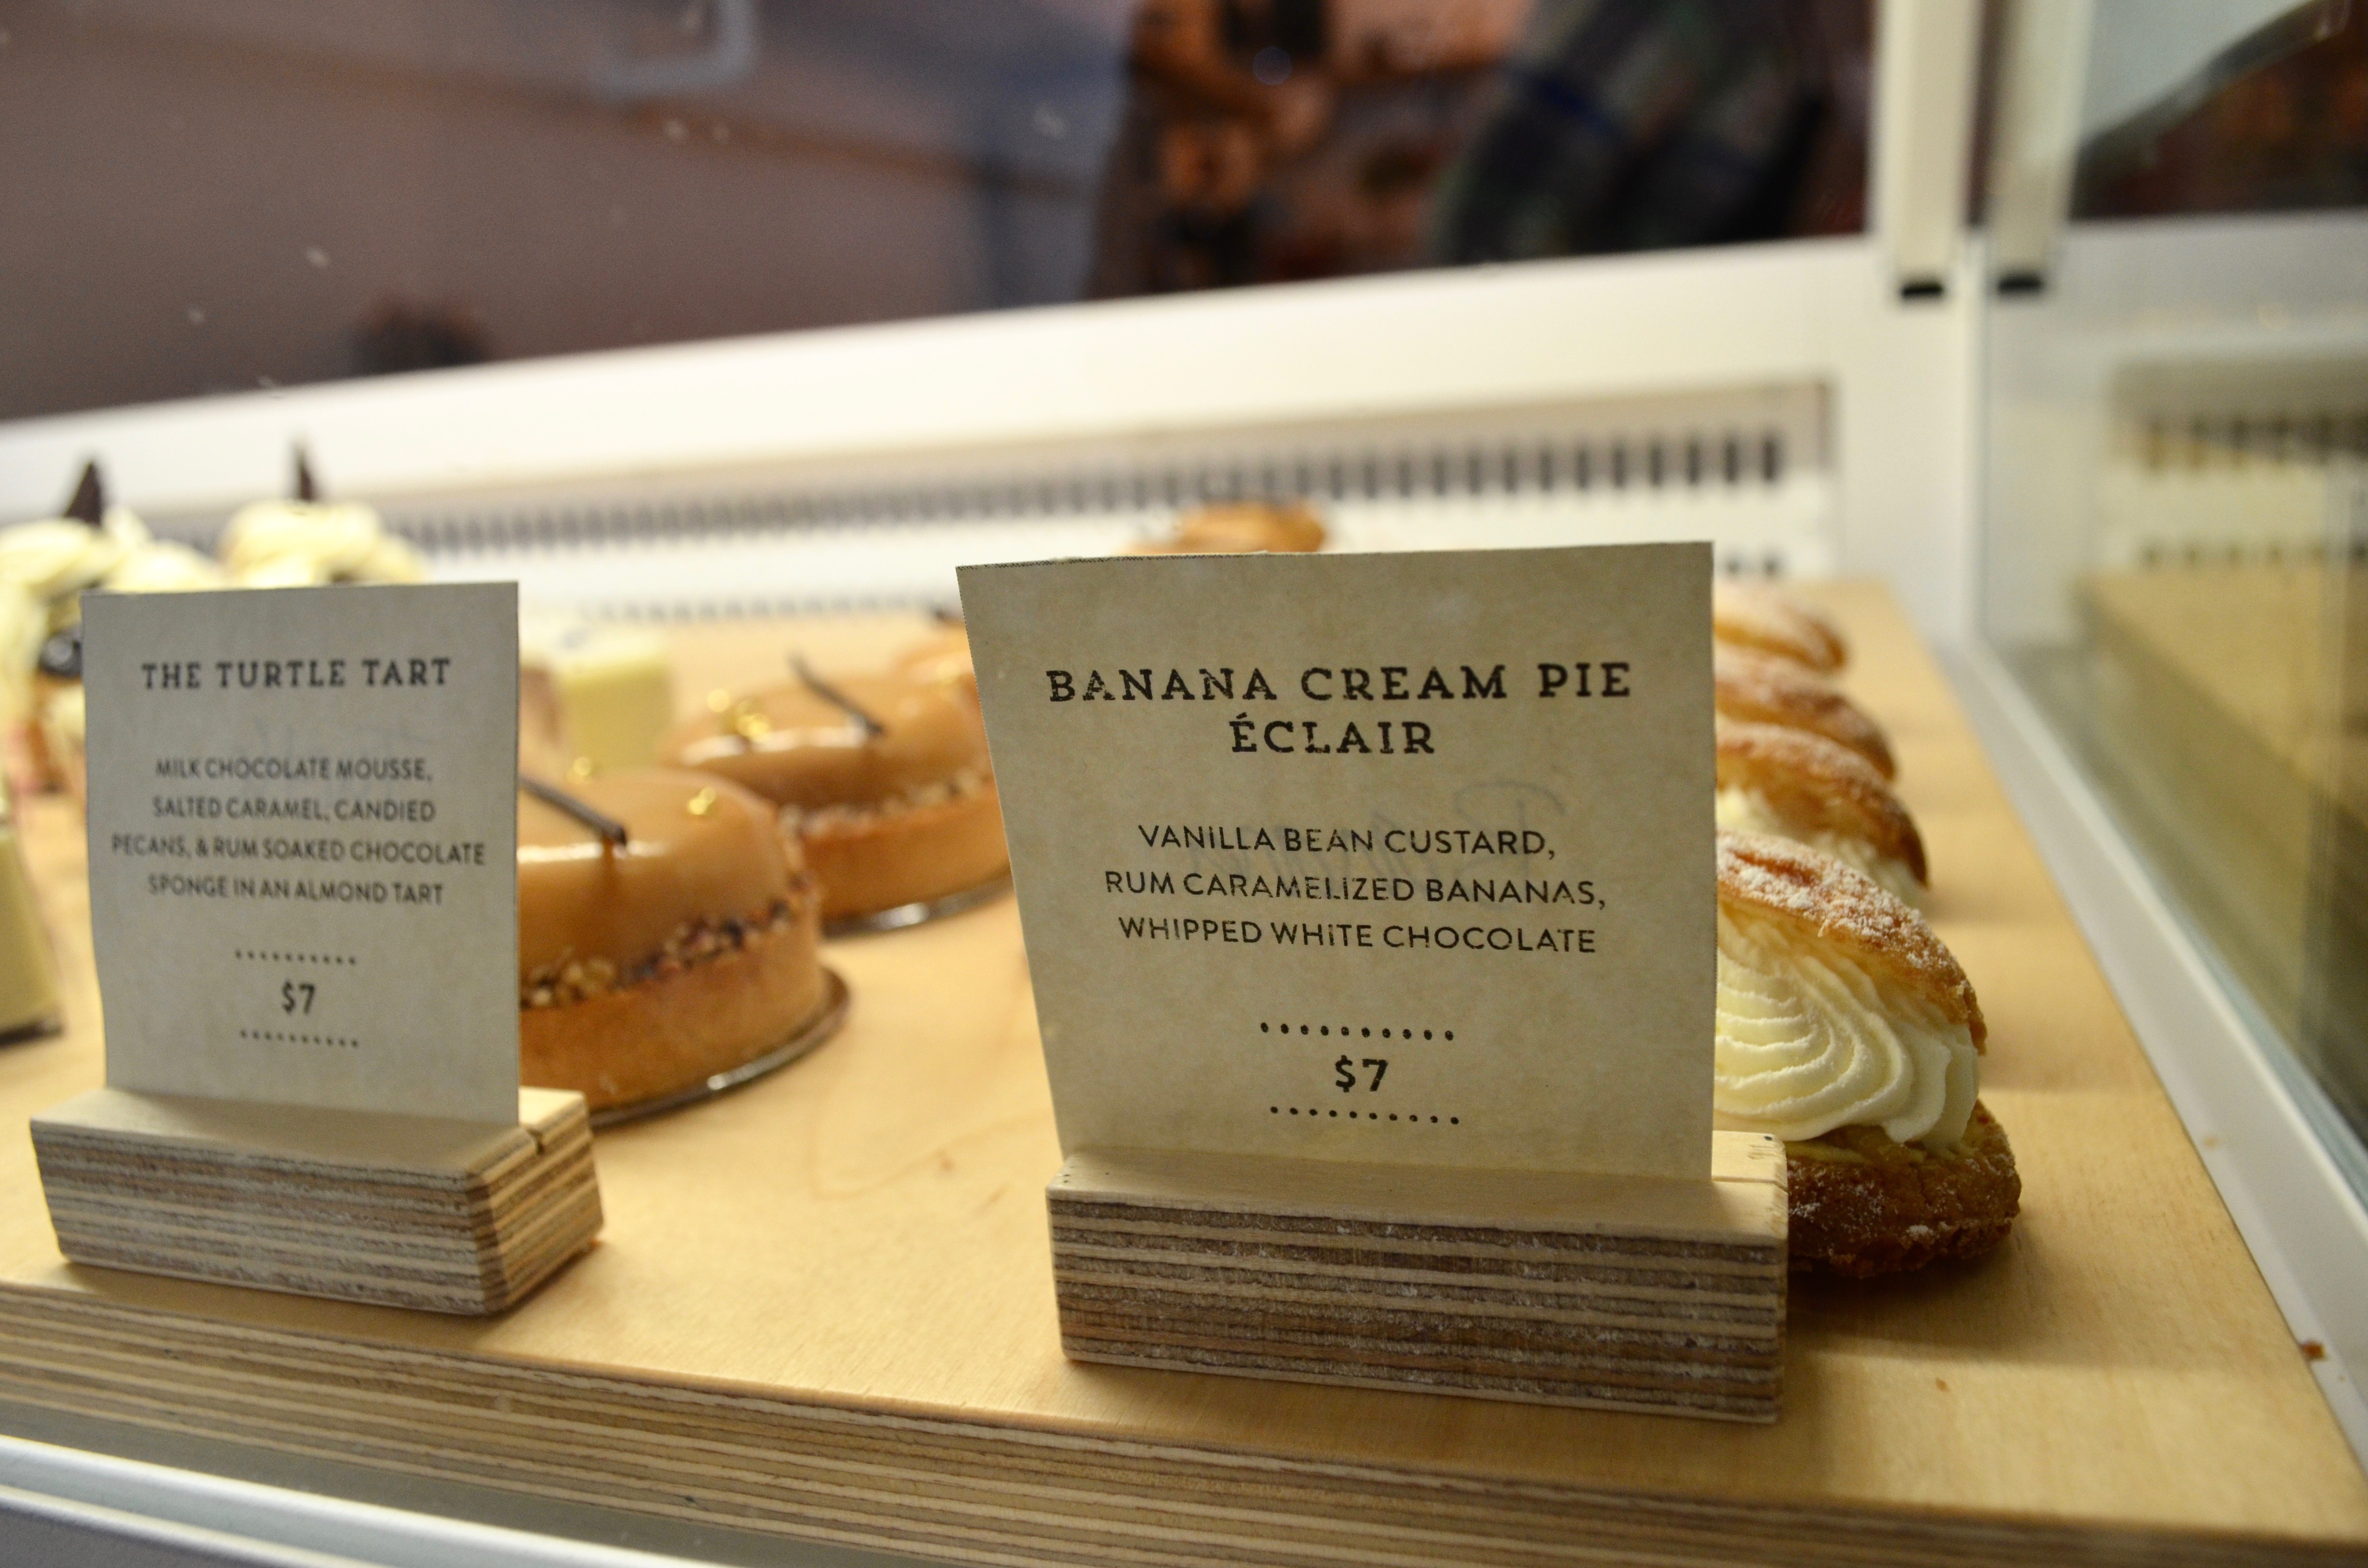 THE TURTLE TART
MILK CHOCOLATE MOUSSE,
SALTED CARAMEL, CANDIED
PECANS, & RUM SOAKED CHOCOLATE
SPONGE IN AN ALMOND TART
$7
BANANA CREAM PIE
ÉCLAIR
VANILLA BEAN CUSTARD,
RUM CARAMELIZED BANANAS,
WHIPPED WHITE CHOCOLATE
$7